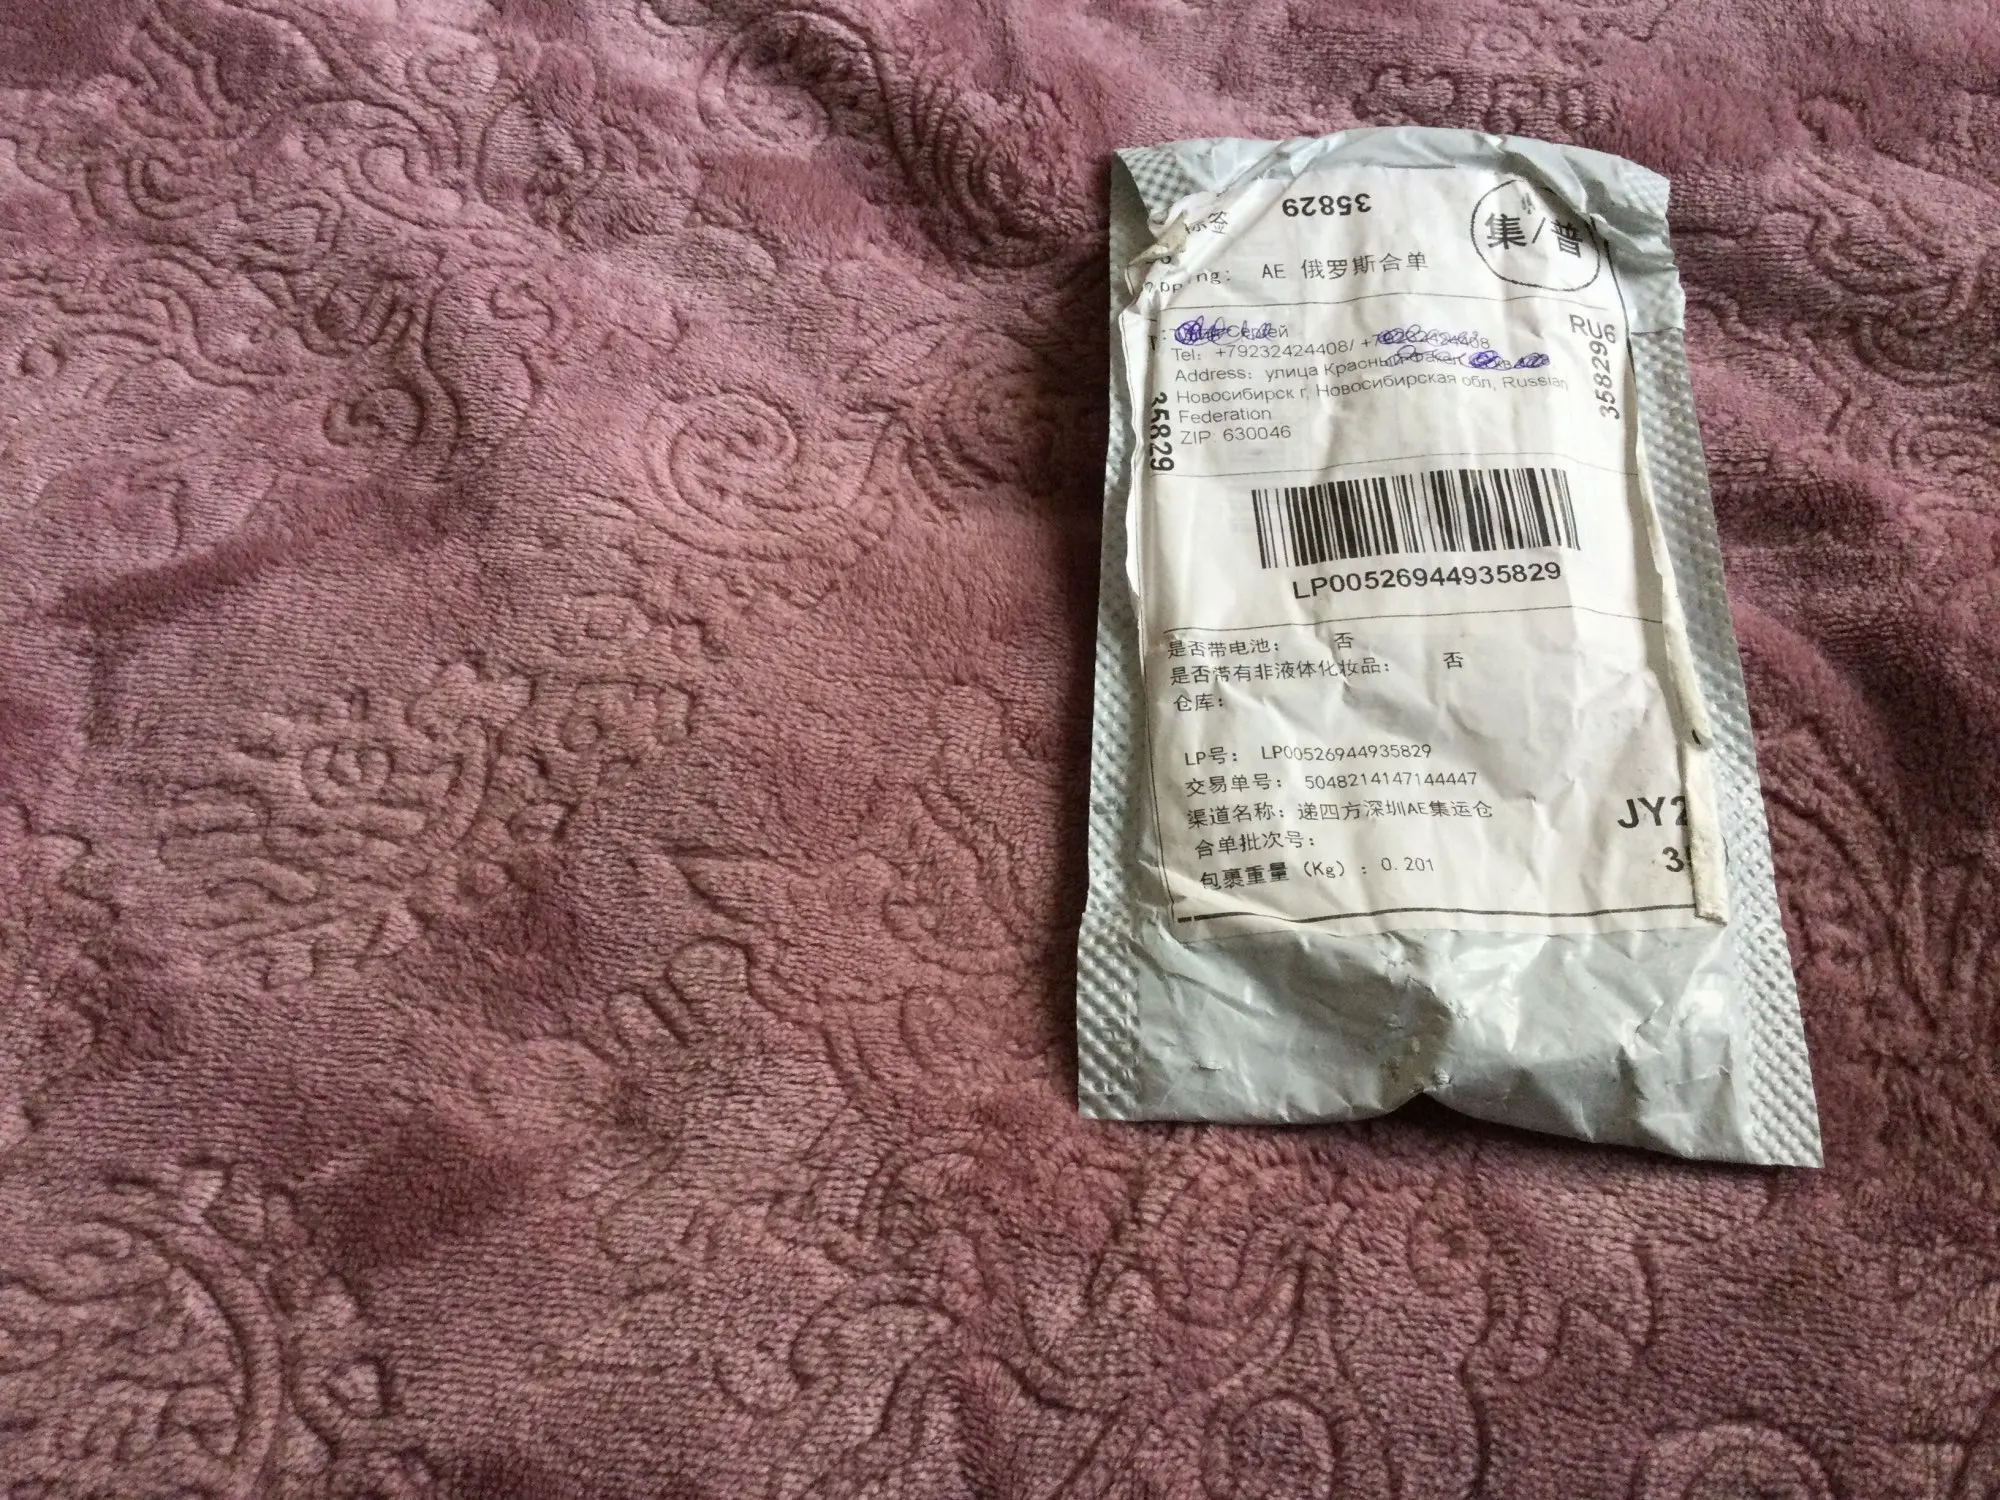 标签
35829
集/普
AE 俄罗斯合单
RU6
35829
Сергей
Tel: +79232424408/
Address: улица Красный
Новосибирск г, Новосибирская обл, Russian
Federation
ZIP: 630046
35829
LP00526944935829
是否带电池： 否
是否带有非液体化妆品： 否
仓库：
LP号： LP00526944935829
交易单号： 5048214147144447
渠道名称：递四方深圳AE集运仓
合单批次号：
包裹重量（Kg）：0.201
JY2